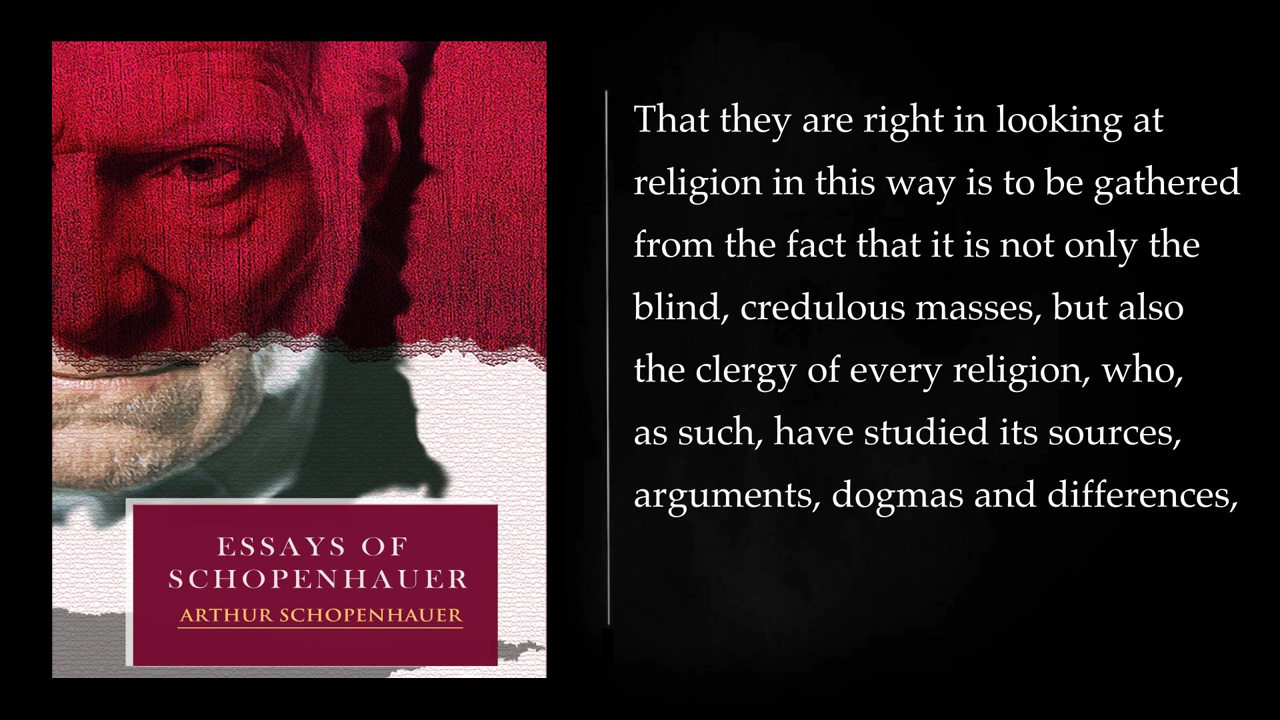 ESSAYS OF
SCHOPENHAUER
ARTHUR SCHOPENHAUER
That they are right in looking at
religion in this way is to be gathered
from the fact that it is not only the
blind, credulous masses, but also
the clergy of every religion, who,
as such, have studied its sources,
arguments, dogmas and differences,